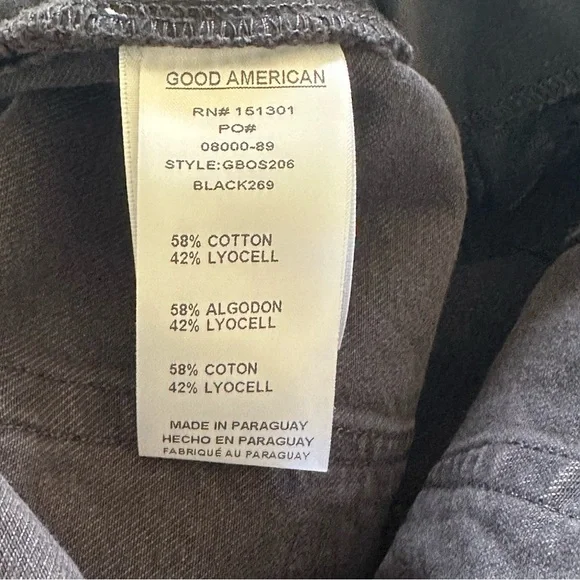 GOOD AMERICAN
RN# 151301
PO#
08000-89
STYLE:GBOS206
BLACK269
58% COTTON
42% LYOCELL
58% ALGODON
42% LYOCELL
58% COTON
42% LYOCELL
MADE IN PARAGUAY
HECHO EN PARAGUAY
FABRIQUÉ AU PARAGUAY